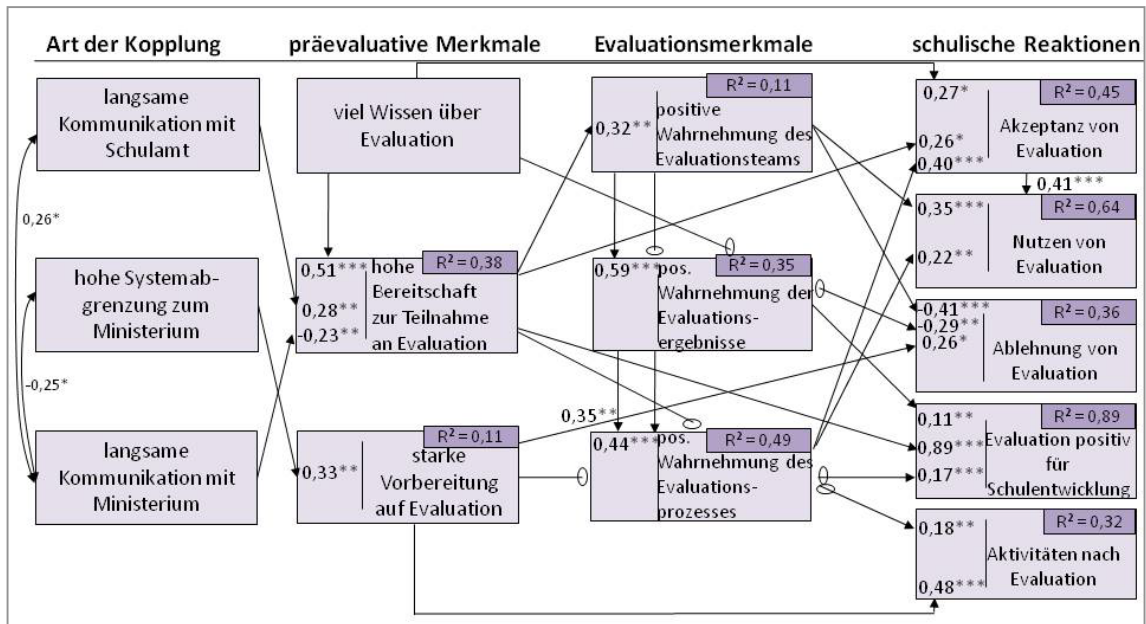 Art der Kopplung
präevaluative Merkmale
Evaluationsmerkmale
schulische Reaktionen
langsame
Kommunikation mit
Schulamt
0,26*
hohe Systemab-
grenzung zum
Ministerium
-0,25*
langsame
Kommunikation mit
Ministerium
viel Wissen über
Evaluation
R² = 0,38
0,51*** hohe
Bereitschaft
0,28** zur Teilnahme
-0,23** an Evaluation
R² = 0,11
starke
0,33** Vorbereitung
auf Evaluation
R² = 0,11
positive
0,32** Wahrnehmung des
Evaluationsteams
R² = 0,35
0,59*** pos.
Wahrnehmung der
Evaluations-
ergebnisse
0,35**
R² = 0,49
0,44*** pos.
Wahrnehmung des
Evaluations-
prozesses
R² = 0,45
0,27*
Akzeptanz von
0,26*
Evaluation
0,40***
0,41***
R² = 0,64
0,35***
Nutzen von
0,22** Evaluation
R² = 0,36
-0,41***
-0,29**
0,26* Ablehnung von
Evaluation
R² = 0,89
0,11**
0,89*** Evaluation positiv
für
0,17*** Schulentwicklung
R² = 0,32
0,18**
Aktivitäten nach
Evaluation
0,48***